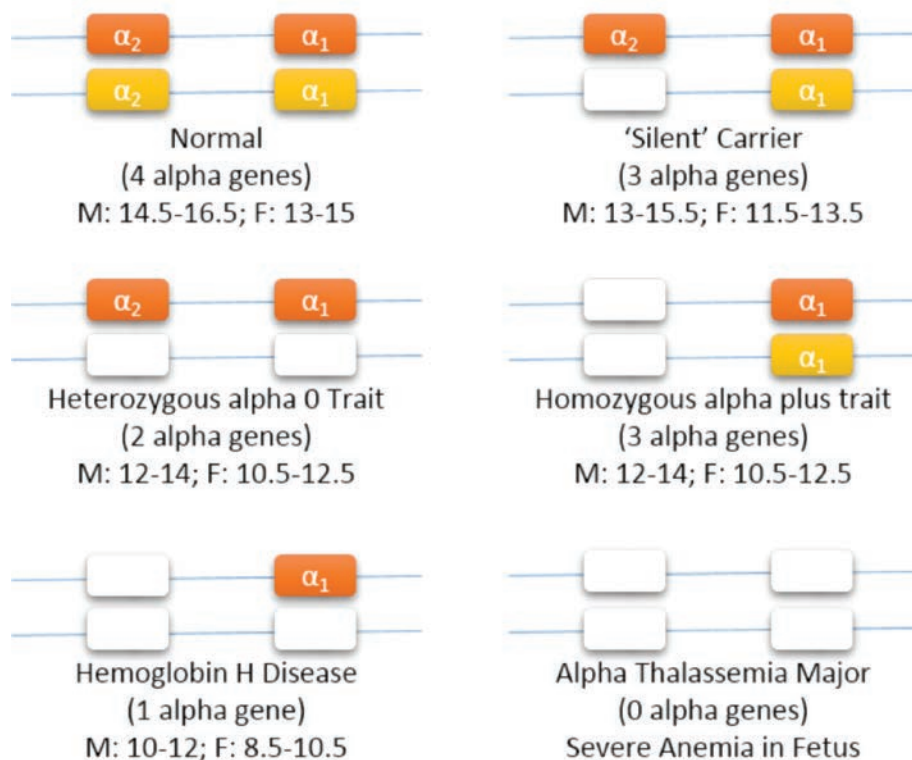 α2 α1
α2 α1
Normal
(4 alpha genes)
M: 14.5-16.5; F: 13-15
α2 α1
α1
‘Silent’ Carrier
(3 alpha genes)
M: 13-15.5; F: 11.5-13.5
α2 α1
Heterozygous alpha 0 Trait
(2 alpha genes)
M: 12-14; F: 10.5-12.5
α1
α1
Homozygous alpha plus trait
(3 alpha genes)
M: 12-14; F: 10.5-12.5
α1
Hemoglobin H Disease
(1 alpha gene)
M: 10-12; F: 8.5-10.5
Alpha Thalassemia Major
(0 alpha genes)
Severe Anemia in Fetus